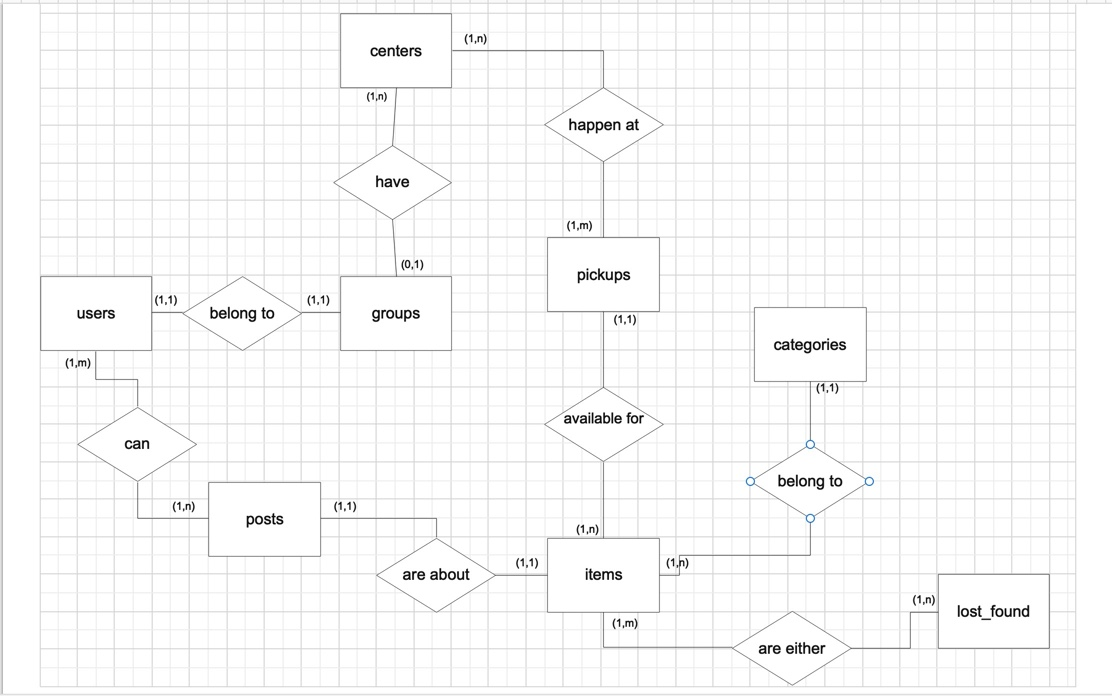 centers
(1,n)
(1,n)
happen at
have
(1,m)
(0,1)
pickups
users
(1,1)
belong to
(1,1)
groups
(1,1)
categories
(1,m)
(1,1)
available for
can
belong to
(1,n)
posts
(1,1)
(1,n)
are about
(1,1)
items
(1,n)
(1,n)
lost_found
(1,m)
are either